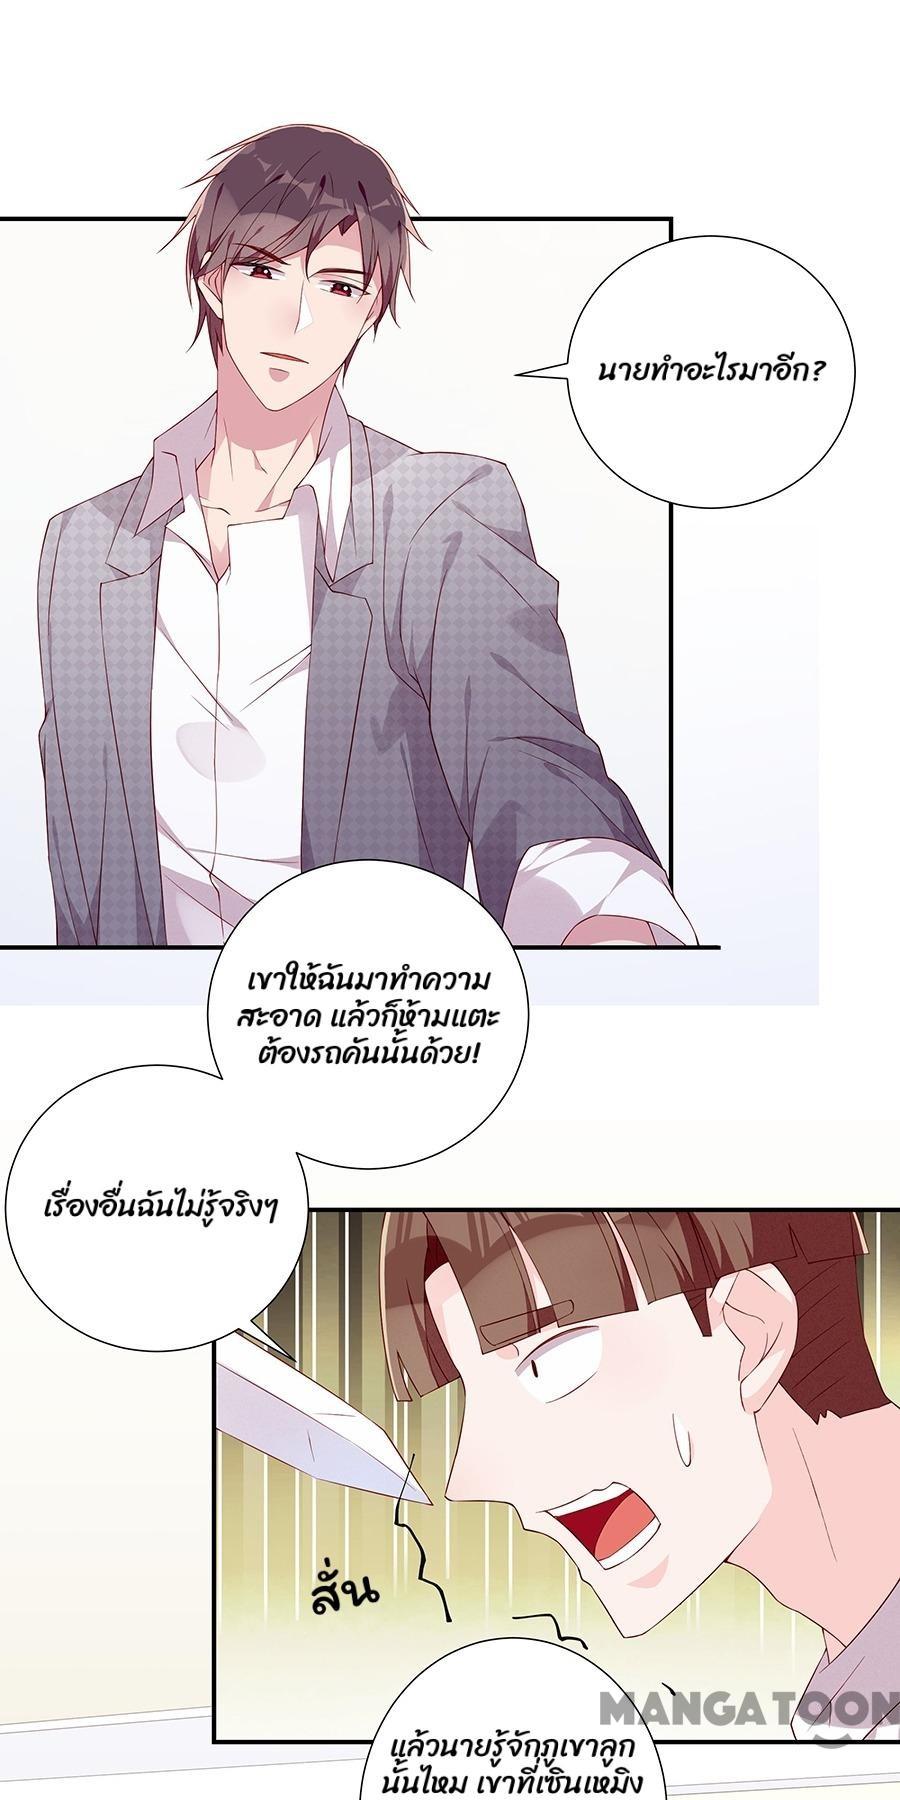 นายทำอะไรมาอีก?
เขาให้ฉันมาทำความ
สะอาด แล้วก็ห้ามแตะ
ต้องรถคันนั้นด้วย!
เรื่องอื่นฉันไม่รู้จริงๆ
สั่น
MANGATOON
แล้วนายรู้จักภูเขาลูก
นั้นไหม เขาที่เซินเหมิง